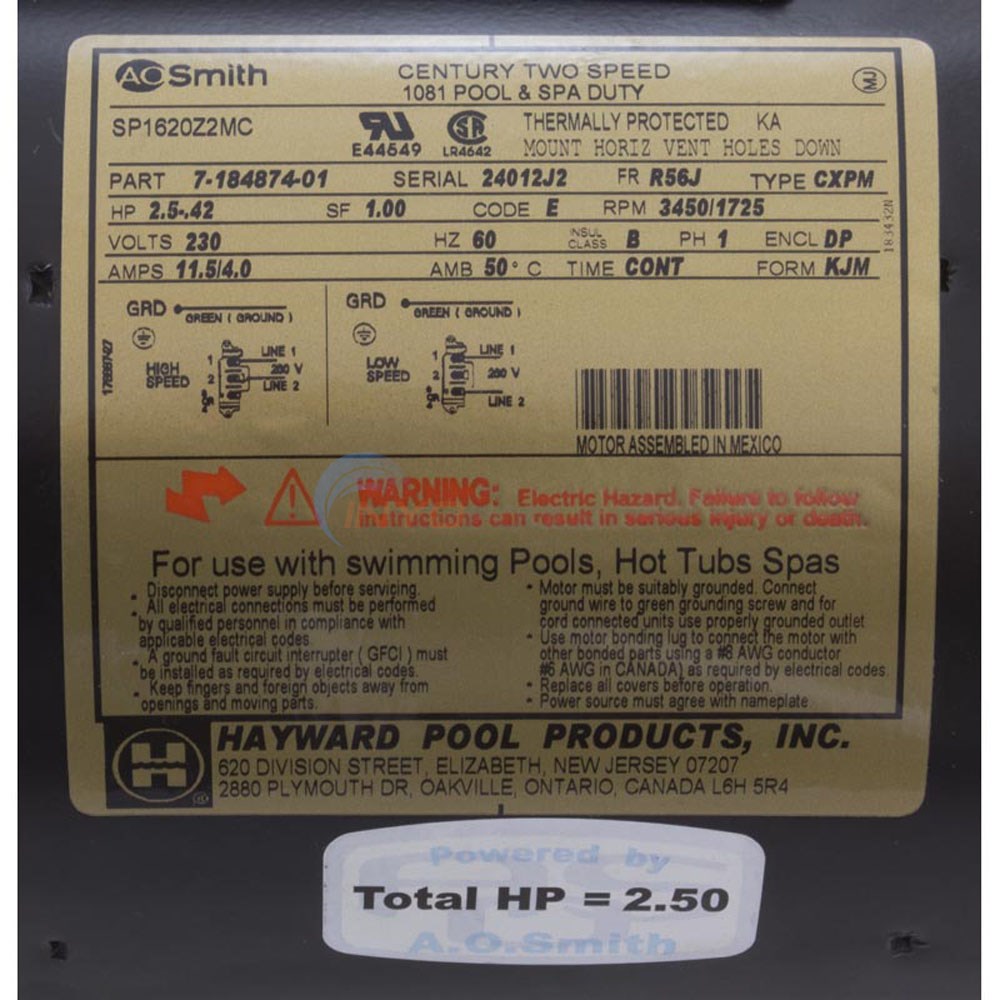 AO Smith
CENTURY TWO SPEED
1081 POOL & SPA DUTY
MJ
SP1620Z2MC
E44549
LR4642
THERMALLY PROTECTED KA
MOUNT HORIZ VENT HOLES DOWN
PART 7-184874-01 SERIAL 24012J2 FR R56J TYPE CXPM
HP 2.5-.42 SF 1.00 CODE E RPM 3450/1725
VOLTS 230 HZ 60 INSUL CLASS B PH 1 ENCL DP
183432N
AMPS 11.5/4.0 AMB 50° C TIME CONT FORM KJM
GRD GREEN ( GROUND )
HIGH SPEED
1 LINE 1
2 230 V
LINE 2
GRD GREEN ( GROUND )
LOW SPEED
1 LINE 1
2 230 V
LINE 2
MOTOR ASSEMBLED IN MEXICO
WARNING: Electric Hazard. Failure to follow
instructions can result in serious injury or death.
For use with swimming Pools, Hot Tubs Spas
• Disconnect power supply before servicing.
• All electrical connections must be performed
by qualified personnel in compliance with
applicable electrical codes.
• A ground fault circuit interrupter ( GFCI ) must
be installed as required by electrical codes.
• Keep fingers and foreign objects away from
openings and moving parts.
• Motor must be suitably grounded. Connect
ground wire to green grounding screw and for
cord connected units use properly grounded outlet
• Use motor bonding lug to connect the motor with
other bonded parts using a #8 AWG conductor
#6 AWG in CANADA) as required by electrical codes.
• Replace all covers before operation.
• Power source must agree with nameplate
H
HAYWARD POOL PRODUCTS, INC.
620 DIVISION STREET, ELIZABETH, NEW JERSEY 07207
2880 PLYMOUTH DR, OAKVILLE, ONTARIO, CANADA L6H 5R4
Powered by
Total HP = 2.50
A.O.Smith